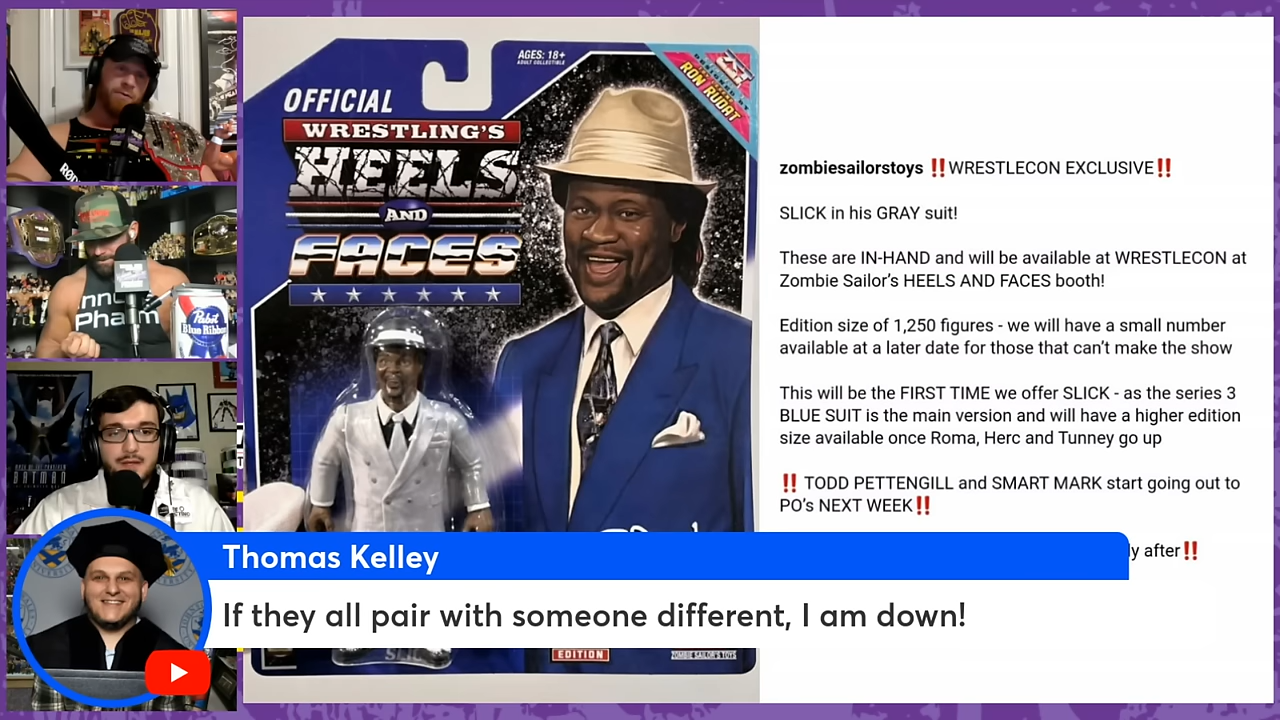 AGES: 18+
ADULT COLLECTIBLE
RON RUDAT
OFFICIAL
WRESTLING'S
HEELS
AND
FACES
zombiesailorstoys ‼️WRESTLECON EXCLUSIVE‼️
SLICK in his GRAY suit!
These are IN-HAND and will be available at WRESTLECON at
Zombie Sailor's HEELS AND FACES booth!
Edition size of 1,250 figures - we will have a small number
available at a later date for those that can't make the show
This will be the FIRST TIME we offer SLICK - as the series 3
BLUE SUIT is the main version and will have a higher edition
size available once Roma, Herc and Tunney go up
‼️ TODD PETTENGILL and SMART MARK start going out to
PO's NEXT WEEK‼️
after‼️
Pabst
Blue Ribbon
BATMAN
Thomas Kelley
If they all pair with someone different, I am down!
EDITION
ZOMBIE SAILOR'S TOYS